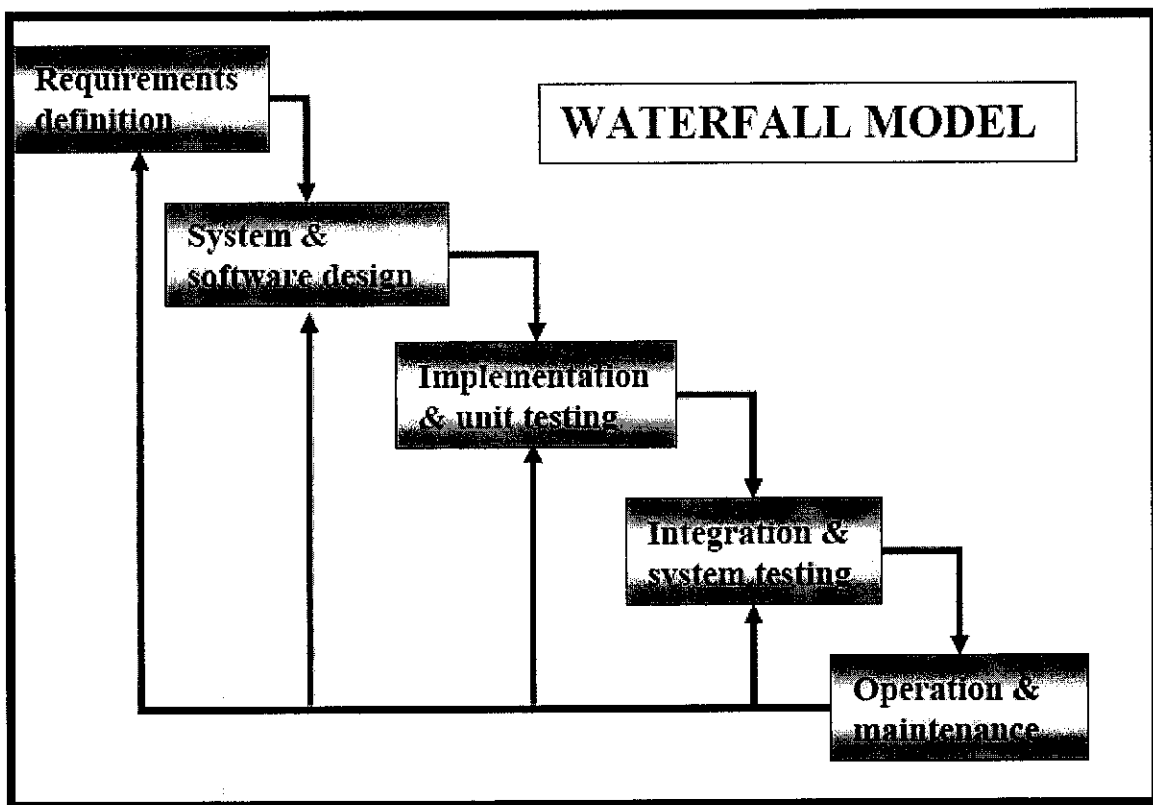 Requirements
definition
WATERFALL MODEL
System &
software design
Implementation
& unit testing
Integration &
system testing
Operation &
maintenance